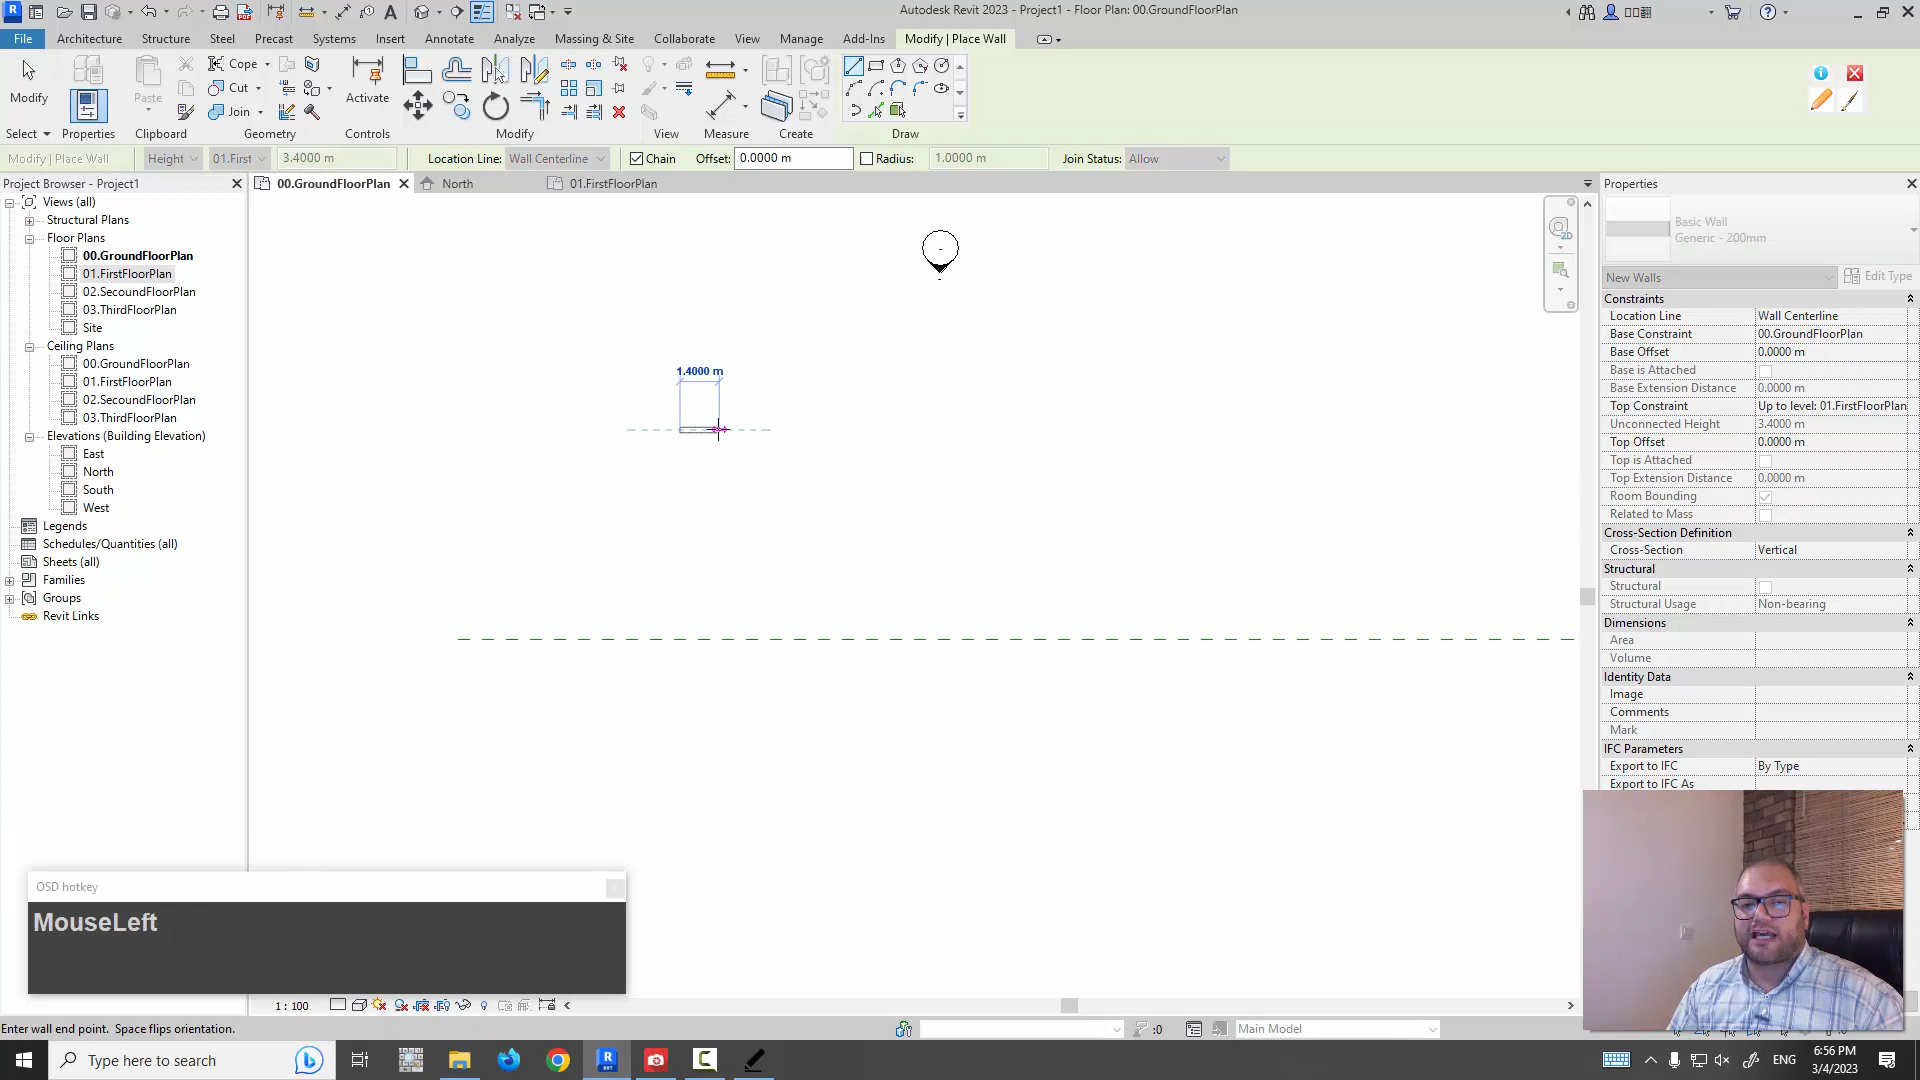 Autodesk Revit 2023 - Project1 - Floor Plan: 00.GroundFloorPlan
File Architecture Structure Steel Precast Systems Insert Annotate Analyze Massing & Site Collaborate View Manage Add-Ins Modify | Place Wall
Modify
Paste
Cope
Cut
Join
Activate
Select Properties Clipboard Geometry Controls Modify View Measure Create Draw
Modify | Place Wall Height 01.First 3.4000 m Location Line: Wall Centerline Chain Offset: 0.0000 m Radius: 1.0000 m Join Status: Allow
Project Browser - Project1
Views (all)
Structural Plans
Floor Plans
00.GroundFloorPlan
01.FirstFloorPlan
02.SecoundFloorPlan
03.ThirdFloorPlan
Site
Ceiling Plans
00.GroundFloorPlan
01.FirstFloorPlan
02.SecoundFloorPlan
03.ThirdFloorPlan
Elevations (Building Elevation)
East
North
South
West
Legends
Schedules/Quantities (all)
Sheets (all)
Families
Groups
Revit Links
00.GroundFloorPlan North 01.FirstFloorPlan
2D
1.4000 m
Properties
Basic Wall
Generic - 200mm
New Walls Edit Type
Constraints
Location Line Wall Centerline
Base Constraint 00.GroundFloorPlan
Base Offset 0.0000 m
Base is Attached
Base Extension Distance 0.0000 m
Top Constraint Up to level: 01.FirstFloorPlan
Unconnected Height 3.4000 m
Top Offset 0.0000 m
Top is Attached
Top Extension Distance 0.0000 m
Room Bounding
Related to Mass
Cross-Section Definition
Cross-Section Vertical
Structural
Structural
Structural Usage Non-bearing
Dimensions
Area
Volume
Identity Data
Image
Comments
Mark
IFC Parameters
Export to IFC By Type
Export to IFC As
OSD hotkey
MouseLeft
1 : 100
Enter wall end point. Space flips orientation.
:0 Main Model
Type here to search
ENG
6:56 PM
3/4/2023